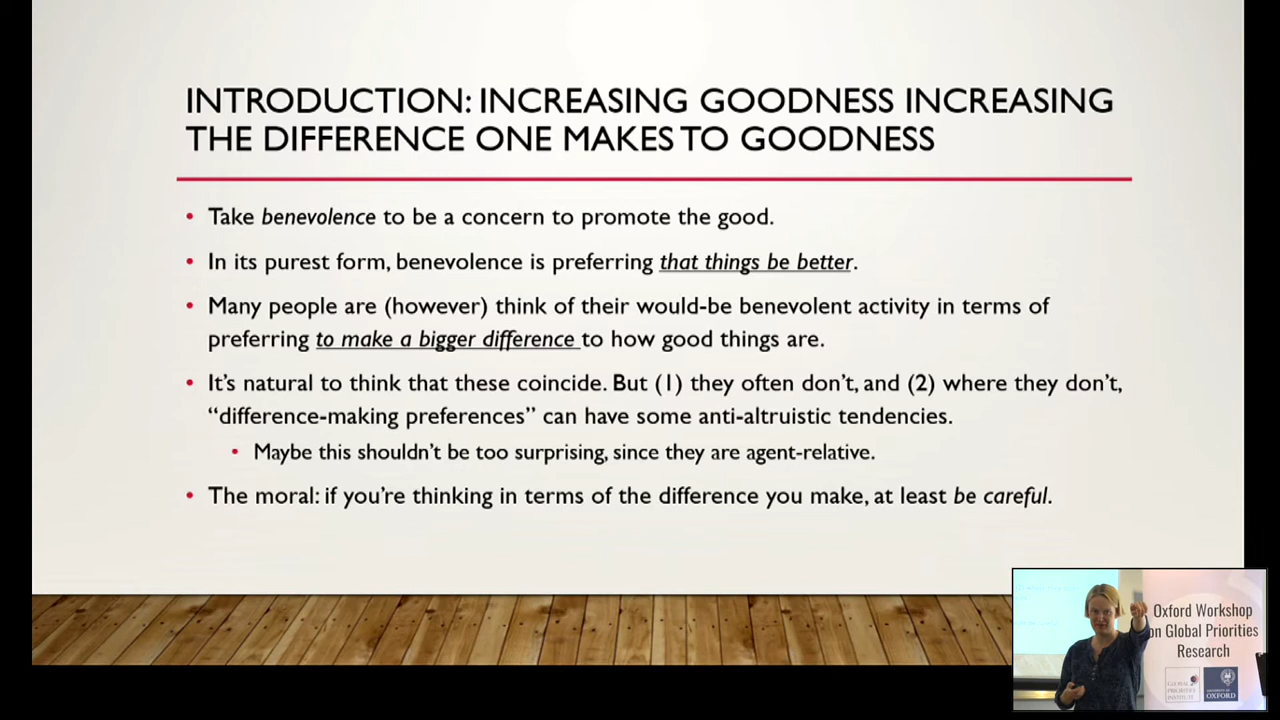 INTRODUCTION: INCREASING GOODNESS INCREASING
THE DIFFERENCE ONE MAKES TO GOODNESS
• Take benevolence to be a concern to promote the good.
• In its purest form, benevolence is preferring that things be better.
• Many people are (however) think of their would-be benevolent activity in terms of
preferring to make a bigger difference to how good things are.
• It's natural to think that these coincide. But (1) they often don't, and (2) where they don't,
“difference-making preferences” can have some anti-altruistic tendencies.
• Maybe this shouldn't be too surprising, since they are agent-relative.
• The moral: if you're thinking in terms of the difference you make, at least be careful.
Oxford Workshop
on Global Priorities
Research
GLOBAL
PRIORITIES
INSTITUTE
UNIVERSITY OF
OXFORD